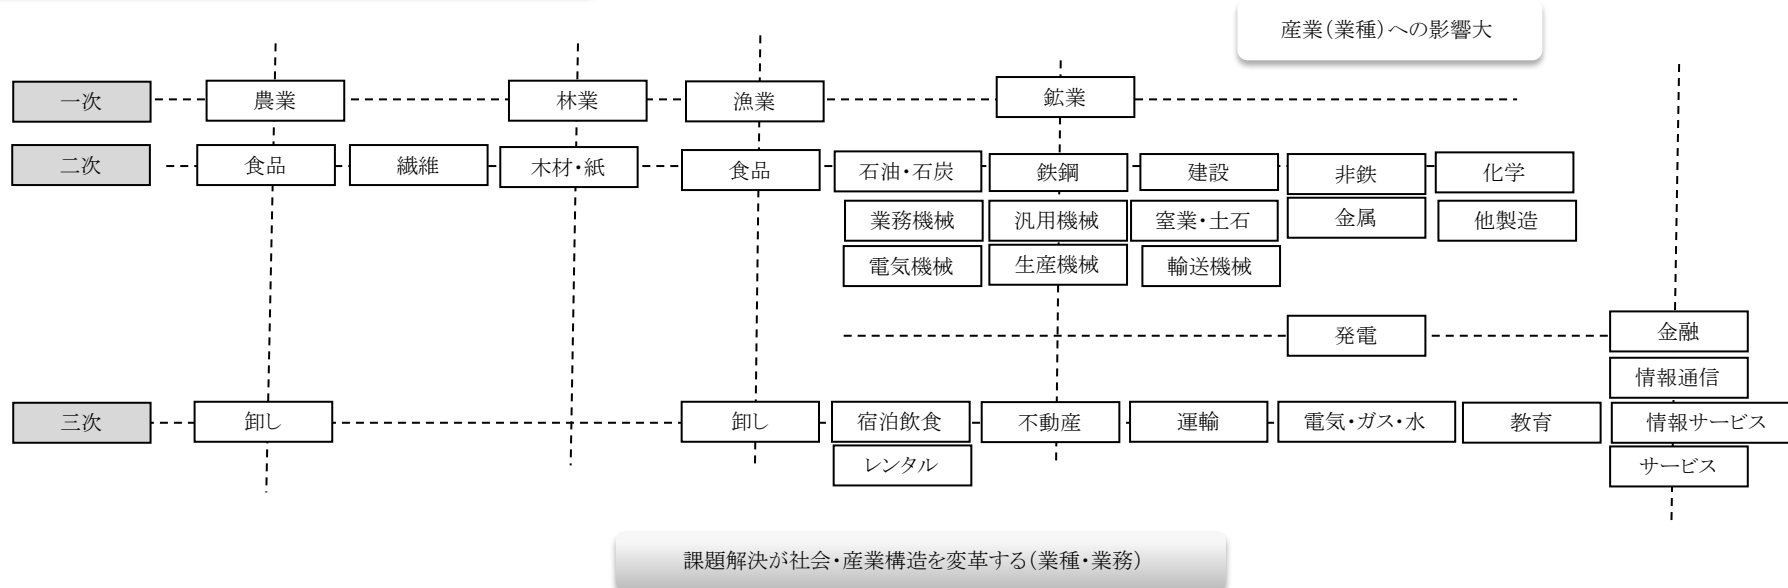 産業(業種)への影響大
一次
農業
林業
漁業
鉱業
二次
食品
繊維
木材・紙
食品
石油・石炭
鉄鋼
建設
非鉄
化学
業務機械
汎用機械
窒業・土石
金属
他製造
電気機械
生産機械
輸送機械
発電
金融
情報通信
三次
卸し
卸し
宿泊飲食
不動産
運輸
電気・ガス・水
教育
情報サービス
レンタル
サービス
課題解決が社会・産業構造を変革する(業種・業務)